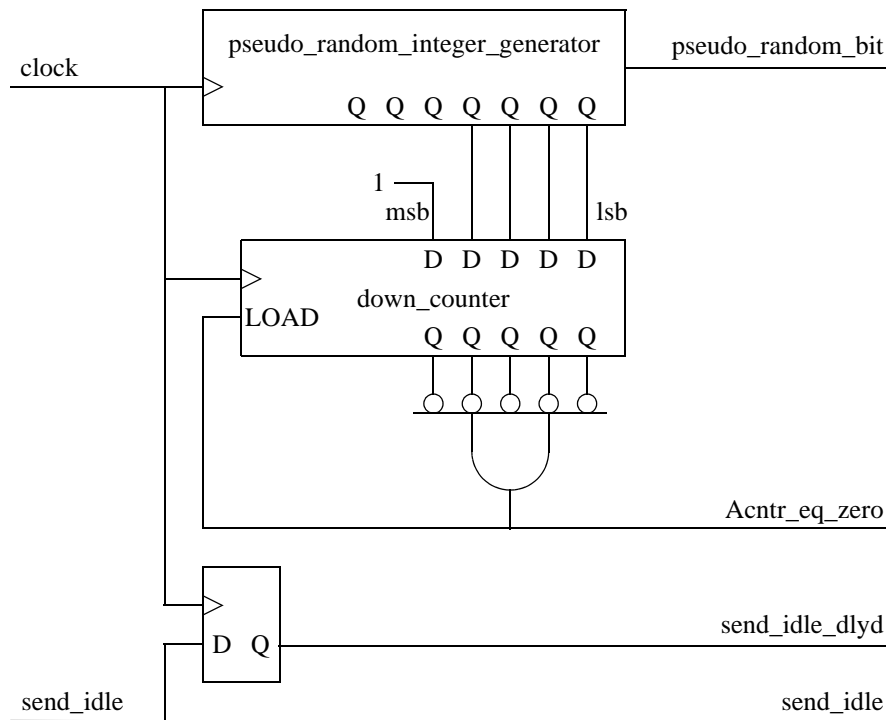 pseudo_random_integer_generator
pseudo_random_bit
clock
Q Q Q Q Q Q Q
1
msb
lsb
D D D D D
down_counter
LOAD
Q Q Q Q Q
Acntr_eq_zero
D Q
send_idle_dlyd
send_idle
send_idle